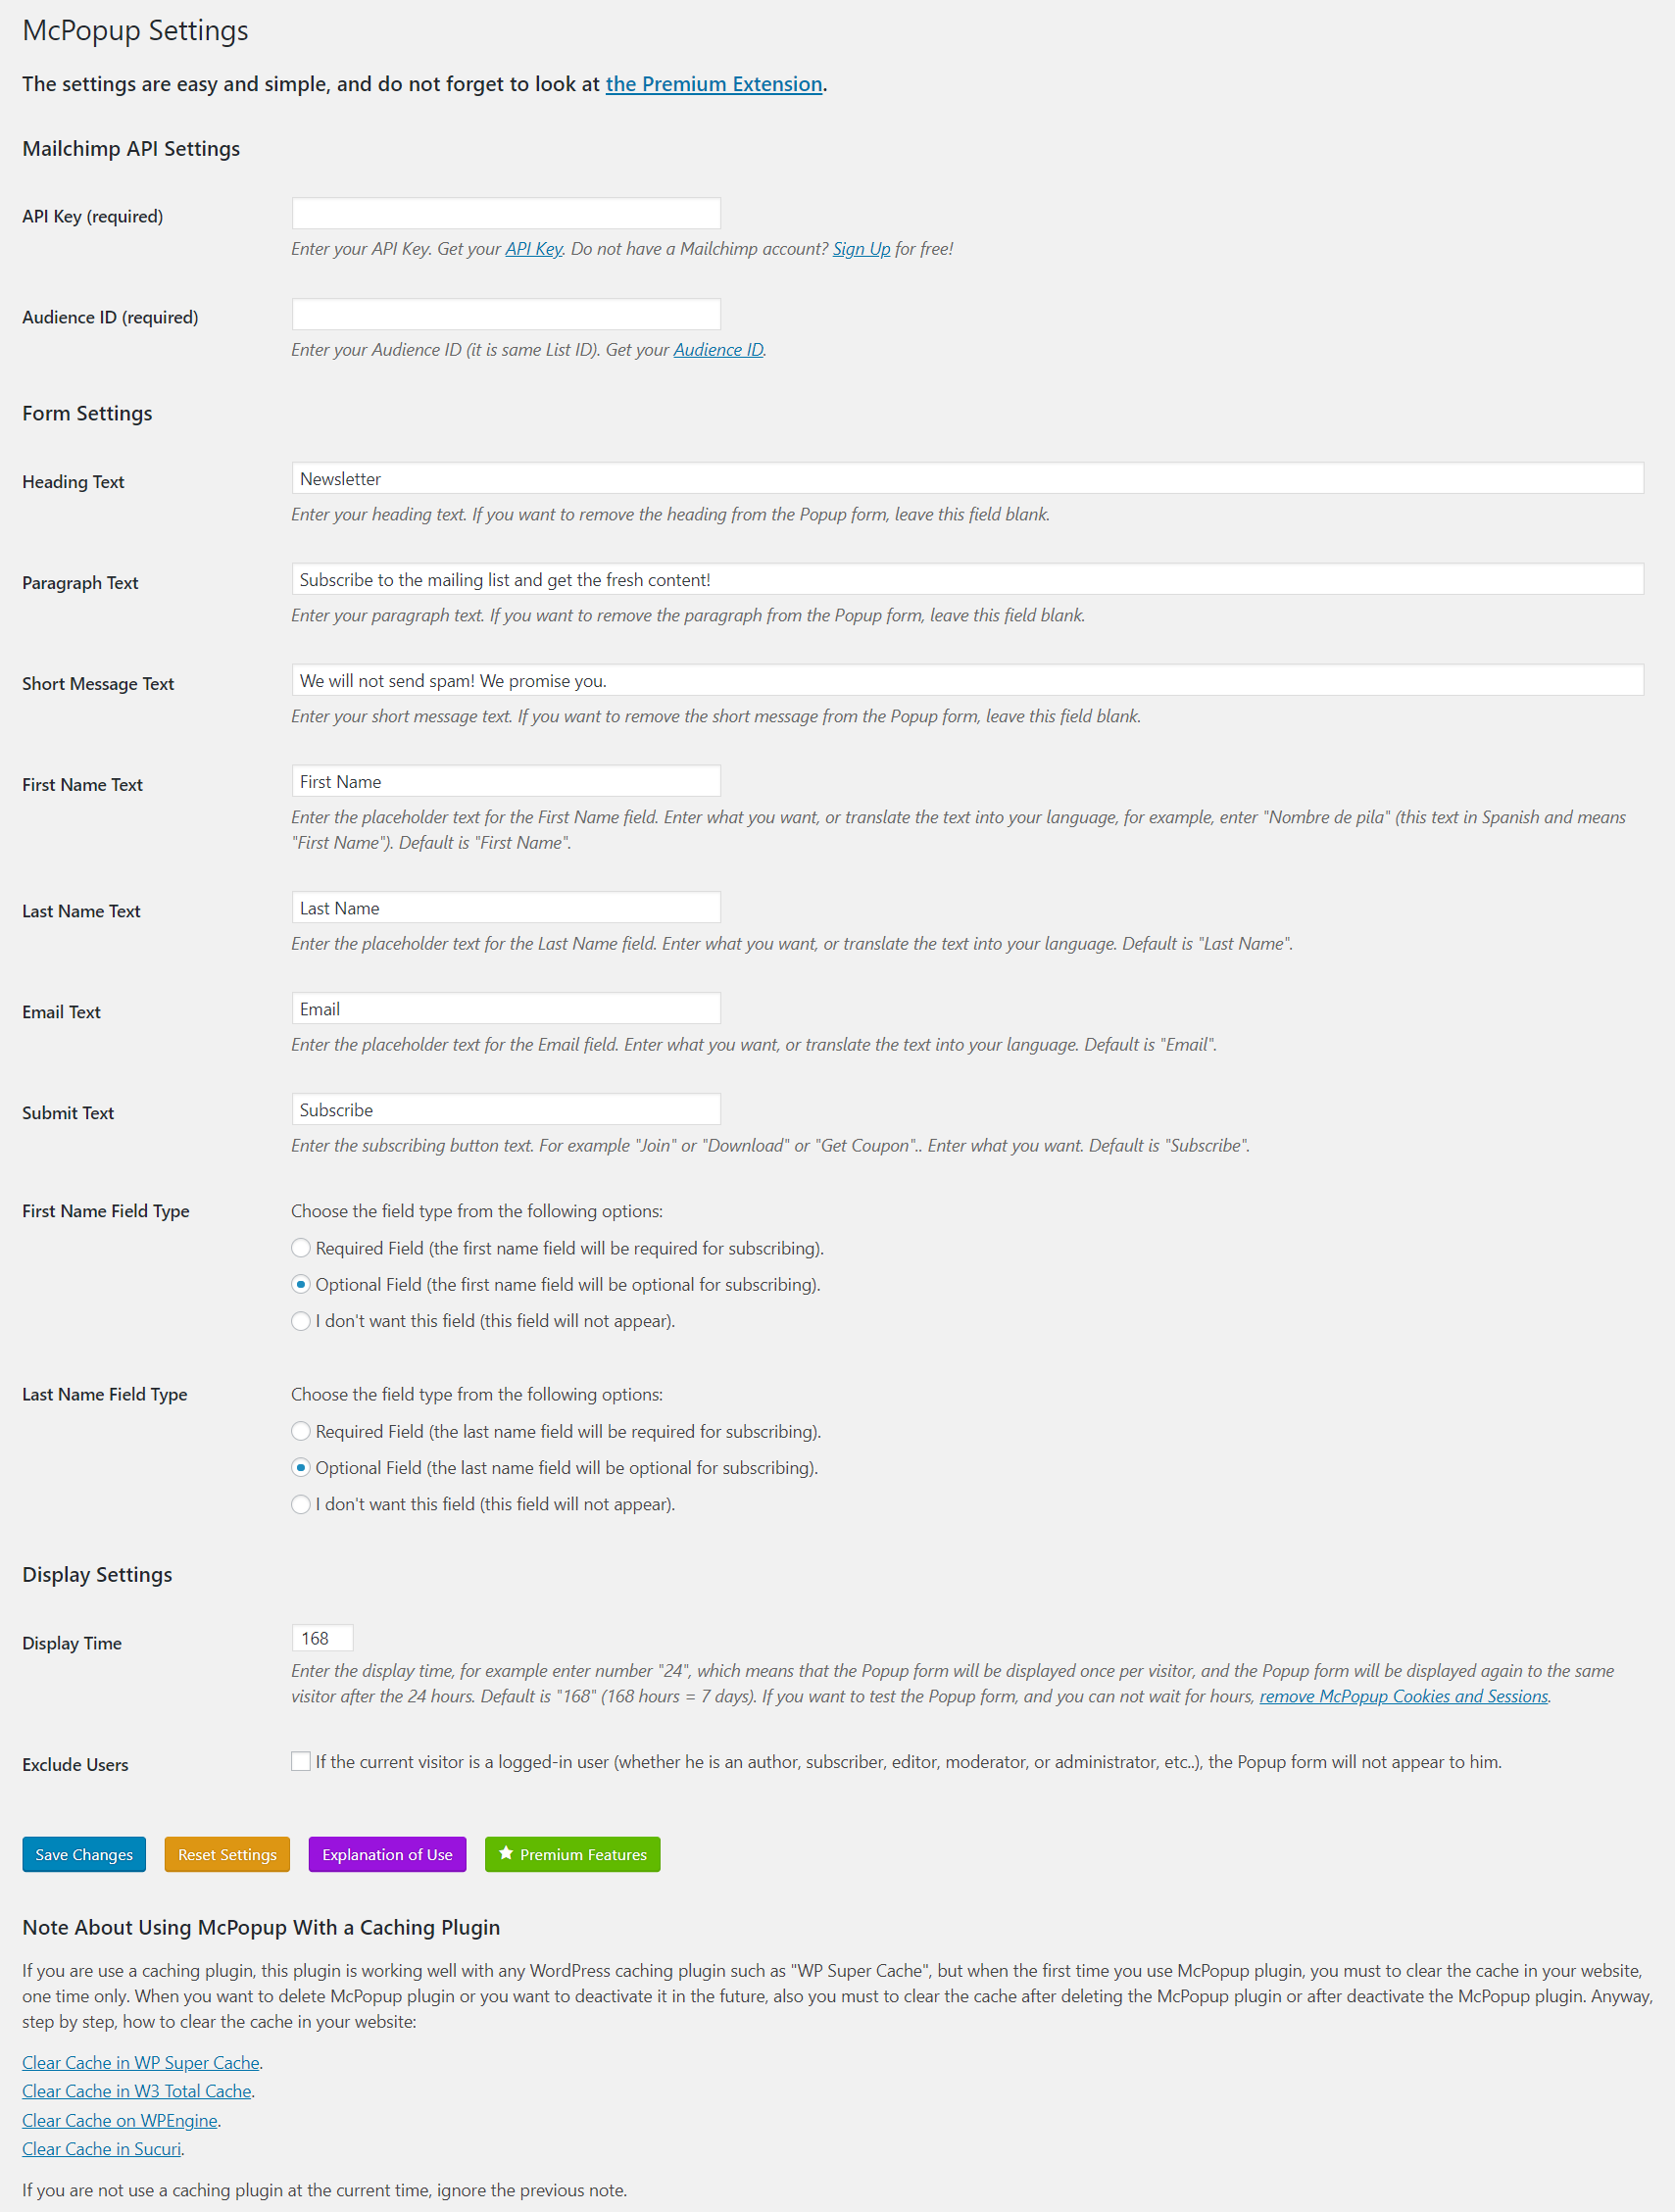 McPopup Settings
The settings are easy and simple, and do not forget to look at the Premium Extension.
Mailchimp API Settings
API Key (required)
Enter your API Key. Get your API Key. Do not have a Mailchimp account? Sign Up for free!
Audience ID (required)
Enter your Audience ID (it is same List ID). Get your Audience ID.
Form Settings
Heading Text
Newsletter
Enter your heading text. If you want to remove the heading from the Popup form, leave this field blank.
Paragraph Text
Subscribe to the mailing list and get the fresh content!
Enter your paragraph text. If you want to remove the paragraph from the Popup form, leave this field blank.
Short Message Text
We will not send spam! We promise you.
Enter your short message text. If you want to remove the short message from the Popup form, leave this field blank.
First Name Text
First Name
Enter the placeholder text for the First Name field. Enter what you want, or translate the text into your language, for example, enter "Nombre de pila" (this text in Spanish and means
"First Name"). Default is "First Name".
Last Name Text
Last Name
Enter the placeholder text for the Last Name field. Enter what you want, or translate the text into your language. Default is "Last Name".
Email Text
Email
Enter the placeholder text for the Email field. Enter what you want, or translate the text into your language. Default is "Email".
Submit Text
Subscribe
Enter the subscribing button text. For example "Join" or "Download" or "Get Coupon".. Enter what you want. Default is "Subscribe".
First Name Field Type
Choose the field type from the following options:
Required Field (the first name field will be required for subscribing).
Optional Field (the first name field will be optional for subscribing).
I don't want this field (this field will not appear).
Last Name Field Type
Choose the field type from the following options:
Required Field (the last name field will be required for subscribing).
Optional Field (the last name field will be optional for subscribing).
I don't want this field (this field will not appear).
Display Settings
Display Time
168
Enter the display time, for example enter number "24", which means that the Popup form will be displayed once per visitor, and the Popup form will be displayed again to the same
visitor after the 24 hours. Default is "168" (168 hours = 7 days). If you want to test the Popup form, and you can not wait for hours, remove McPopup Cookies and Sessions.
Exclude Users
If the current visitor is a logged-in user (whether he is an author, subscriber, editor, moderator, or administrator, etc..), the Popup form will not appear to him.
Save Changes
Reset Settings
Explanation of Use
Premium Features
Note About Using McPopup With a Caching Plugin
If you are use a caching plugin, this plugin is working well with any WordPress caching plugin such as "WP Super Cache", but when the first time you use McPopup plugin, you must to clear the cache in your website,
one time only. When you want to delete McPopup plugin or you want to deactivate it in the future, also you must to clear the cache after deleting the McPopup plugin or after deactivate the McPopup plugin. Anyway,
step by step, how to clear the cache in your website:
Clear Cache in WP Super Cache.
Clear Cache in W3 Total Cache.
Clear Cache on WPEngine.
Clear Cache in Sucuri.
If you are not use a caching plugin at the current time, ignore the previous note.